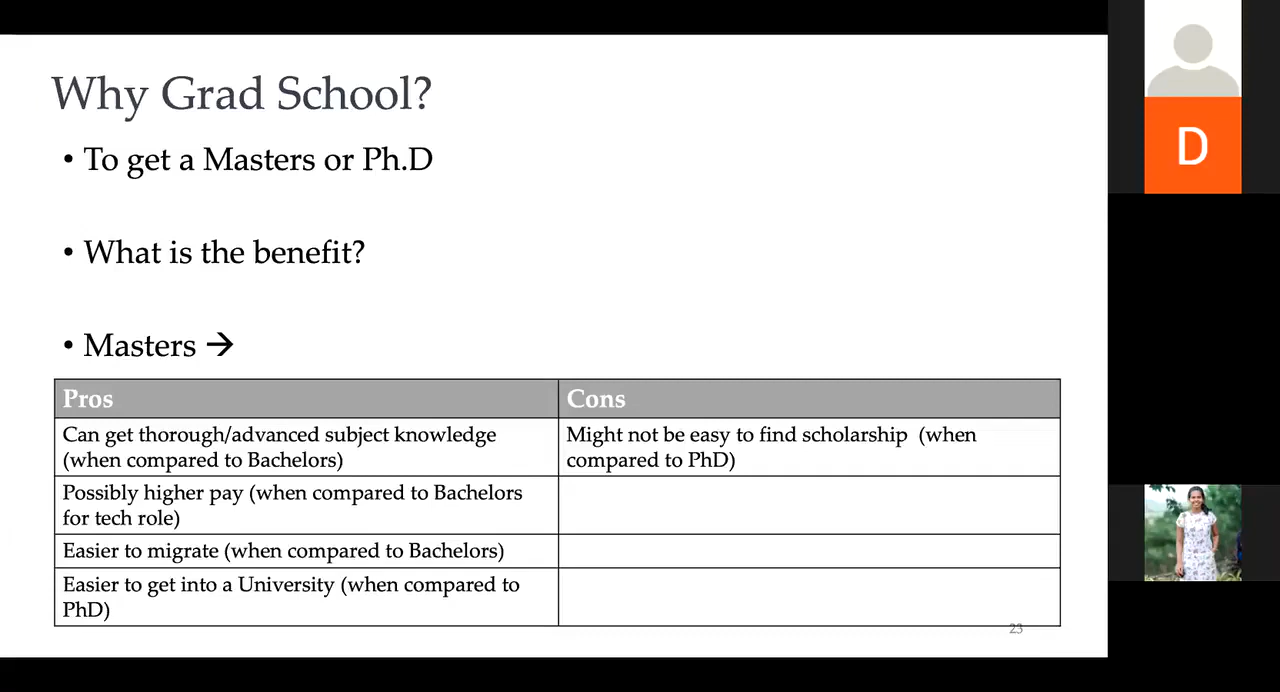 Why Grad School?
• To get a Masters or Ph.D
• What is the benefit?
• Masters →
Pros
Cons
Can get thorough/advanced subject knowledge
(when compared to Bachelors)
Might not be easy to find scholarship (when
compared to PhD)
Possibly higher pay (when compared to Bachelors
for tech role)
Easier to migrate (when compared to Bachelors)
Easier to get into a University (when compared to
PhD)
23
D